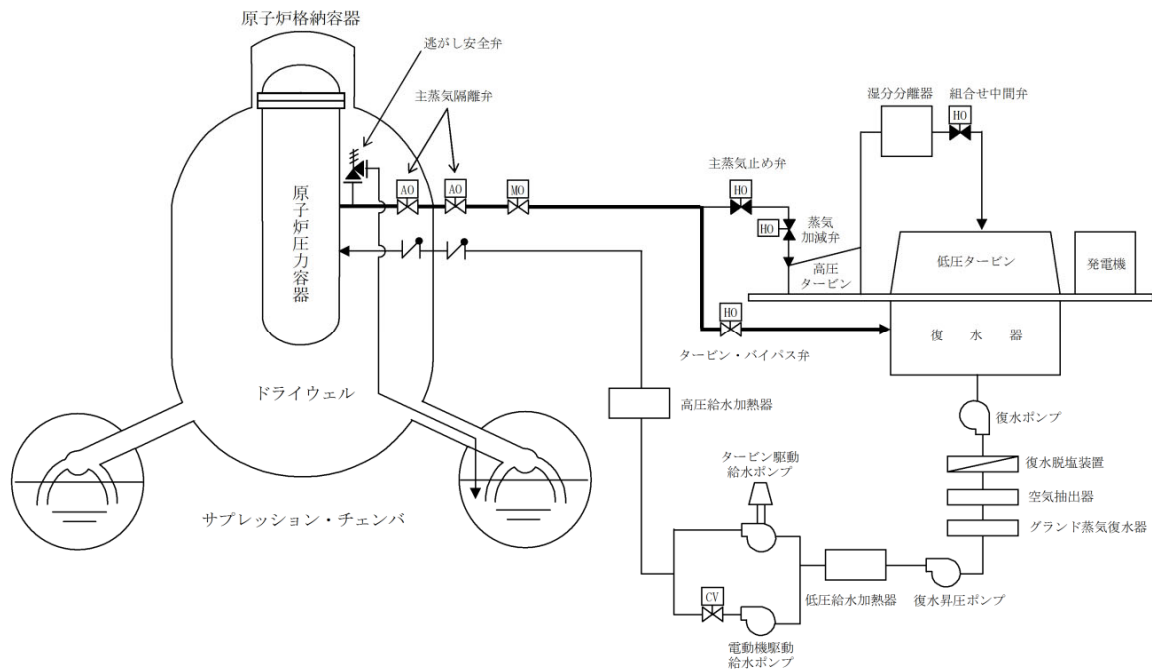 原子炉格納容器
逃がし安全弁
主蒸気隔離弁
湿分分離器
組合せ中間弁
HO
主蒸気止め弁
HO
AO
AO
MO
HO
蒸気
加減弁
高圧
タービン
低圧タービン
発電機
原子炉圧力容器
HO
タービン・バイパス弁
復水器
ドライウェル
高圧給水加熱器
復水ポンプ
タービン駆動
給水ポンプ
復水脱塩装置
空気抽出器
グランド蒸気復水器
サプレッション・チェンバ
CV
低圧給水加熱器
復水昇圧ポンプ
電動機駆動
給水ポンプ